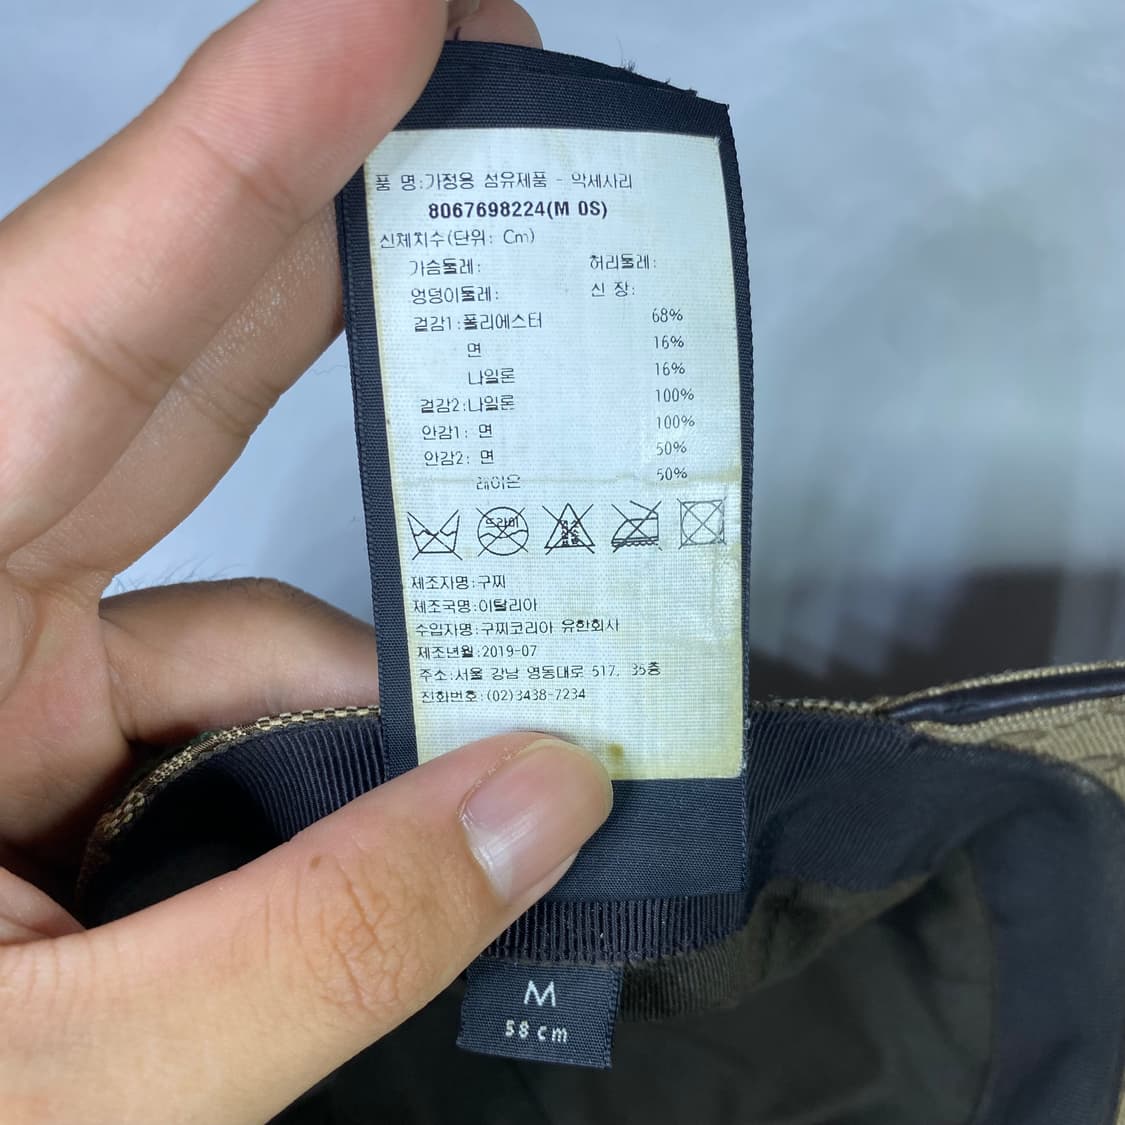 품 명:가정용 섬유제품 - 악세사리
8067698224(M 0S)
신체치수(단위: Cm)
가슴둘레: 허리둘레:
엉덩이둘레: 신 장:
겉감1:폴리에스터 68%
면 16%
나일론 16%
겉감2:나일론 100%
안감1: 면 100%
안감2: 면 50%
레이온 50%
드라이
제조자명:구찌
제조국명:이탈리아
수입자명:구찌코리아 유한회사
제조년월:2019-07
주소:서울 강남 영동대로 517, 35층
전화번호:(02)3438-7234
M
58 cm